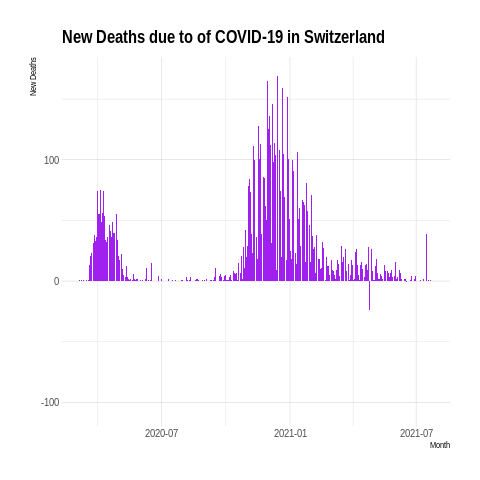 New Deaths due to of COVID-19 in Switzerland
New Deaths
100
0
-100
2020-07
2021-01
2021-07
Month